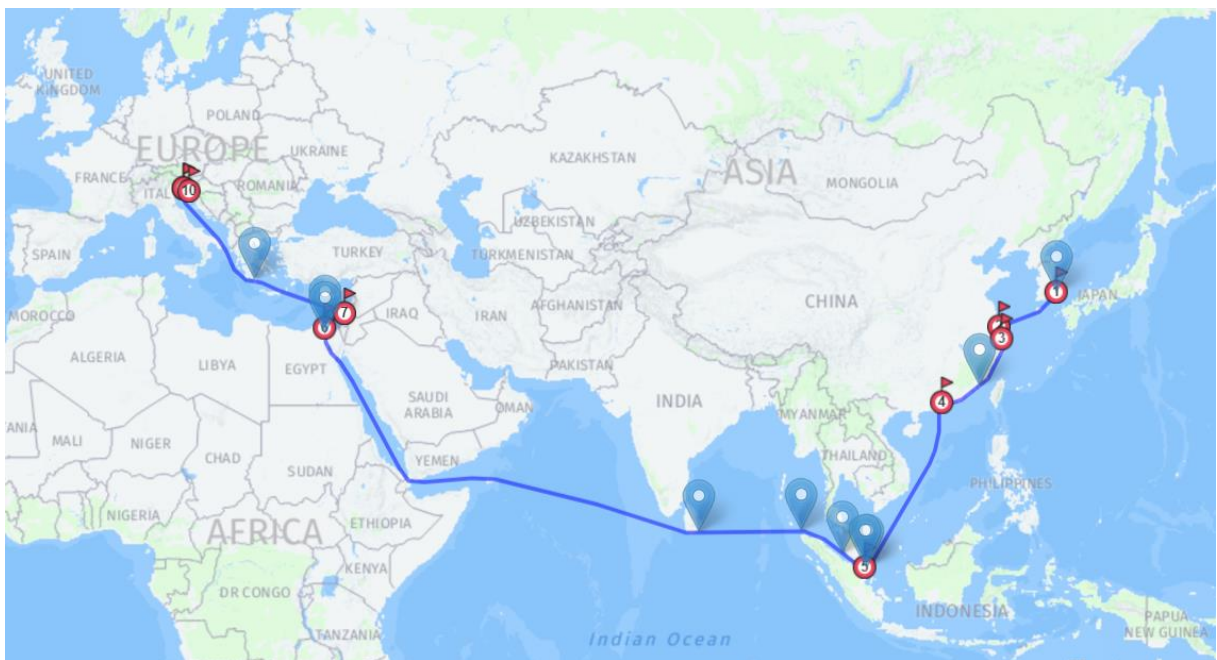 UNITED
KINGDOM
POLAND
EUROPE
UKRAINE
KAZAKHSTAN
ASIA
MONGOLIA
FRANCE
ITAL
10
ROMANIA
UZBEKISTAN
SPAIN
TURKEY
TÜRKMENISTAN
CHINA
1
JAPAN
MOROCCO
7
IRAQ
IRAN
AFGHANISTAN
3
ALGERIA
LIBYA
EGYPT
PAKISTAN
SAUDI
ARABIA
OMAN
INDIA
MYANMAR
4
ANIA
MALI
NIGER
CHAD
SUDAN
YEMEN
THAILAND
PHILIPPINES
NIGERIA
AFRICA
ETHIOPIA
KENYA
5
DR CONGO
INDONESIA
TANZANIA
Indian Ocean
PAPUA
NEW GUINEA